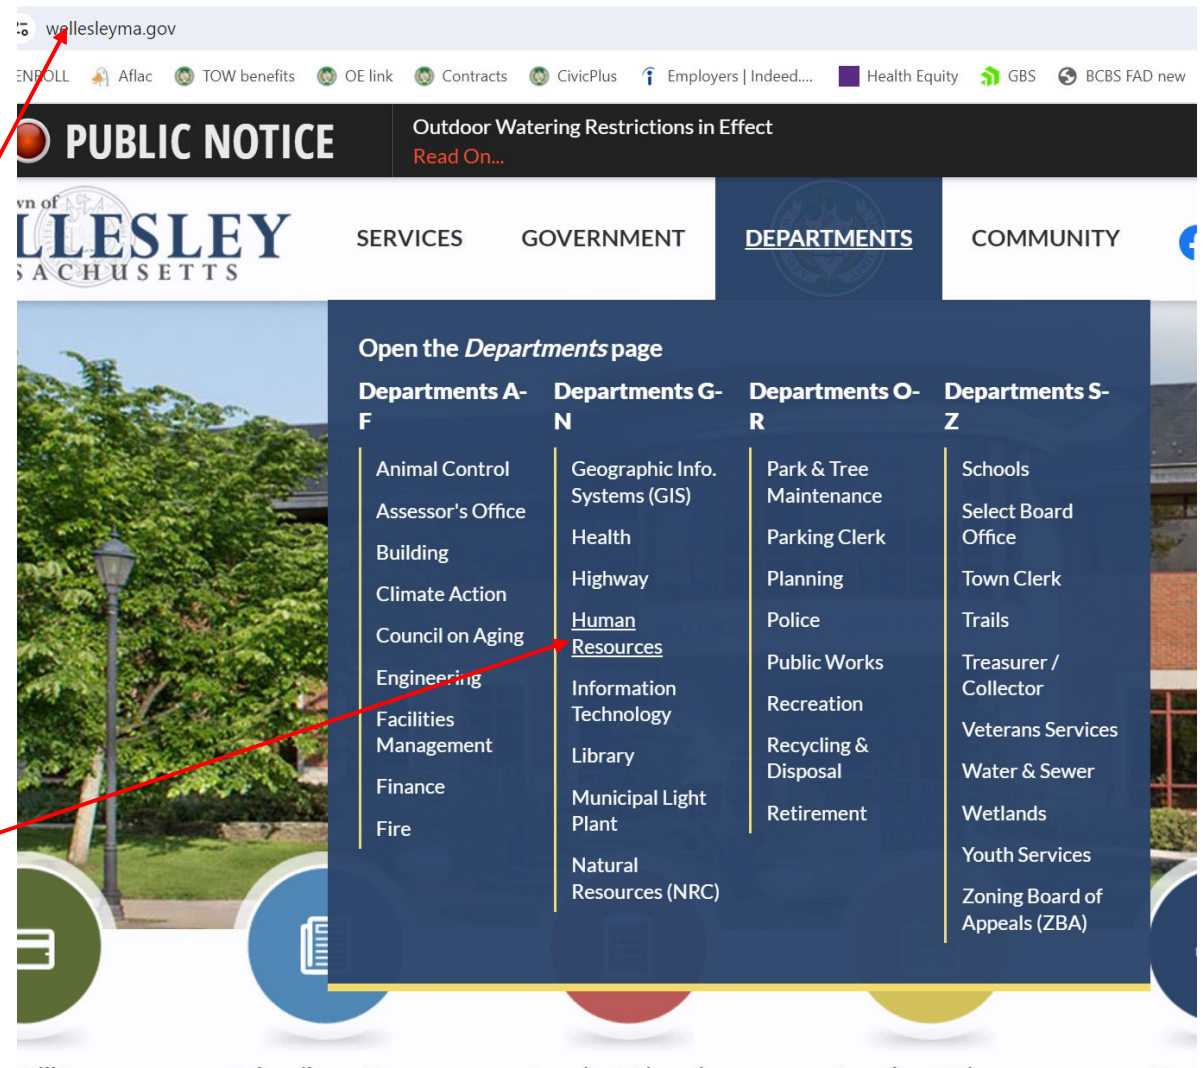 wellesleyma.gov
Aflac TOW benefits OE link Contracts CivicPlus Employers | Indeed.... Health Equity GBS BCBS FAD new
PUBLIC NOTICE
Outdoor Watering Restrictions in Effect
Read On...
SERVICES GOVERNMENT DEPARTMENTS COMMUNITY
Open the Departments page
Departments A-
F
Animal Control
Assessor's Office
Building
Climate Action
Council on Aging
Engineering
Facilities
Management
Finance
Fire
Departments G-
N
Geographic Info.
Systems (GIS)
Health
Highway
Human
Resources
Information
Technology
Library
Municipal Light
Plant
Natural
Resources (NRC)
Departments O-
R
Park & Tree
Maintenance
Parking Clerk
Planning
Police
Public Works
Recreation
Recycling &
Disposal
Retirement
Departments S-
Z
Schools
Select Board
Office
Town Clerk
Trails
Treasurer /
Collector
Veterans Services
Water & Sewer
Wetlands
Youth Services
Zoning Board of
Appeals (ZBA)